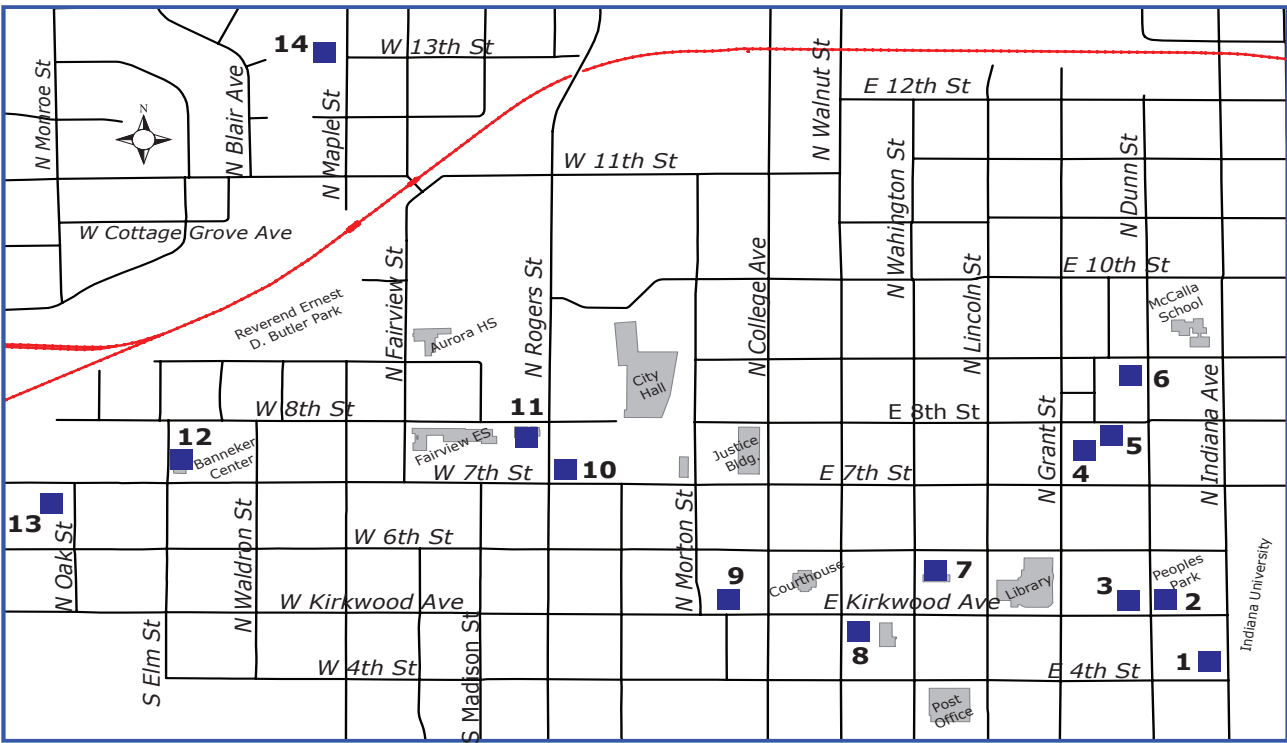 14
W 13th St
N Monroe St
N Blair Ave
N Maple St
N
N Walnut St
E 12th St
N Wahington St
N Dunn St
W 11th St
W Cottage Grove Ave
N Fairview St
N Rogers St
N College Ave
N Lincoln St
E 10th St
McCalla
School
Reverend Ernest
D. Butler Park
Aurora HS
City
Hall
6
N Indiana Ave
W 8th St
11
E 8th St
N Grant St
12
Banneker
Center
Fairview ES
W 7th St
10
Justice
Bldg.
E 7th St
4
5
13
N Oak St
N Waldron St
W 6th St
N Morton St
9
Courthouse
7
Library
3
Peoples
Park
2
W Kirkwood Ave
E Kirkwood Ave
Indiana University
S Elm St
W 4th St
S Madison St
8
E 4th St
1
Post
Office